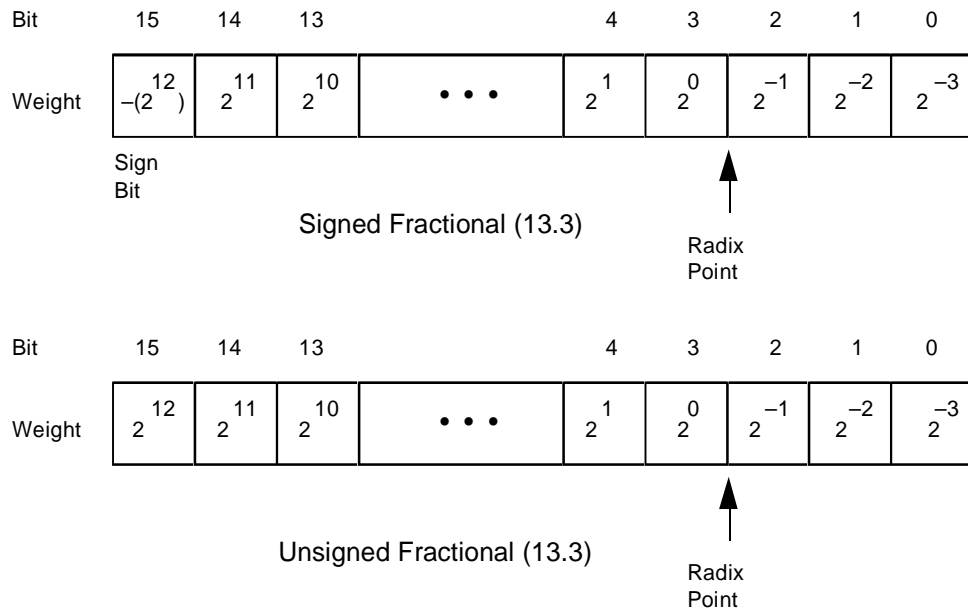 Bit 15 14 13 4 3 2 1 0
Weight –(2^12) 2^11 2^10 • • • 2^1 2^0 2^–1 2^–2 2^–3
Sign
Bit
Signed Fractional (13.3)
Radix
Point
Bit 15 14 13 4 3 2 1 0
Weight 2^12 2^11 2^10 • • • 2^1 2^0 2^–1 2^–2 2^–3
Unsigned Fractional (13.3)
Radix
Point